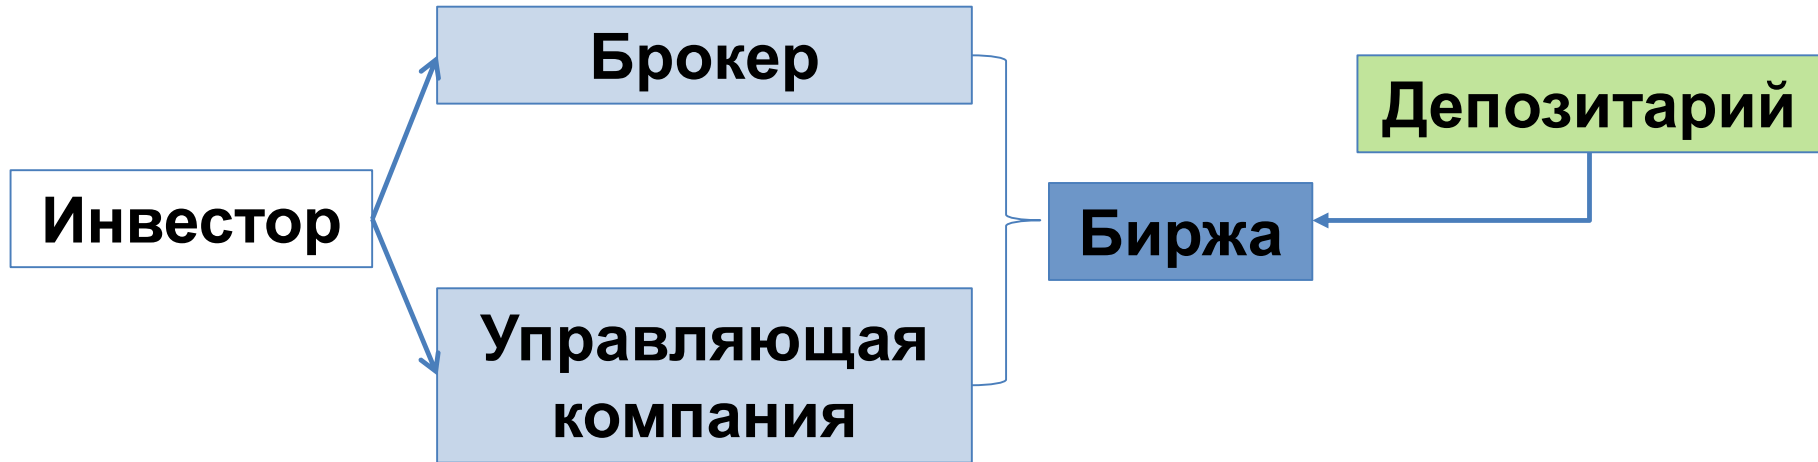 Брокер
Депозитарий
Инвестор
Биржа
Управляющая
компания